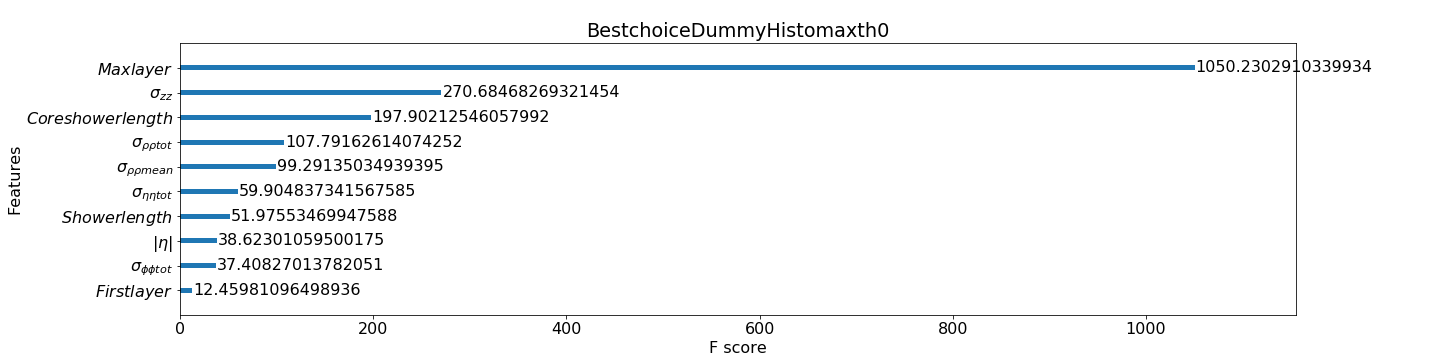 BestchoiceDummyHistomaxth0
Features
Maxlayer 1050.2302910339934
σzz 270.68468269321454
Coreshowerlength 197.90212546057992
σρρtot 107.79162614074252
σρρmean 99.29135034939395
σηηtot 59.904837341567585
Showerlength 51.97553469947588
|η| 38.62301059500175
σϕϕtot 37.40827013782051
Firstlayer 12.45981096498936
0 200 400 600 800 1000
F score